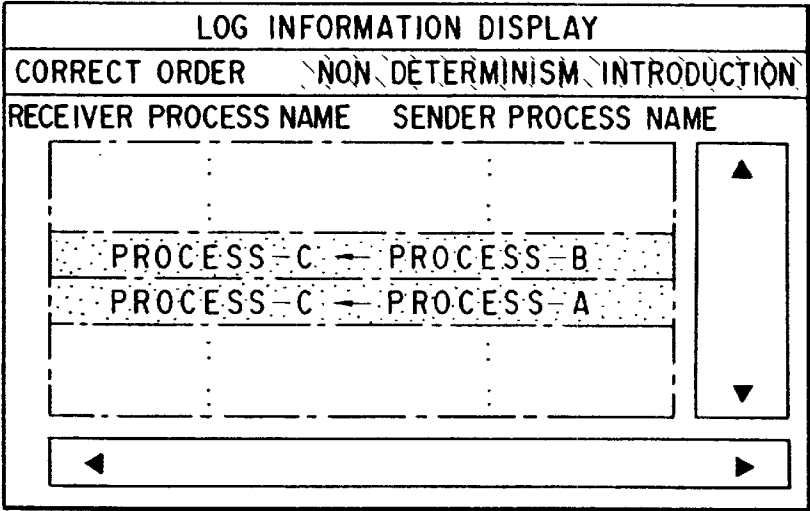 LOG INFORMATION DISPLAY
CORRECT ORDER NON DETERMINISM INTRODUCTION
RECEIVER PROCESS NAME SENDER PROCESS NAME
PROCESS-C ← PROCESS-B
PROCESS-C ← PROCESS-A